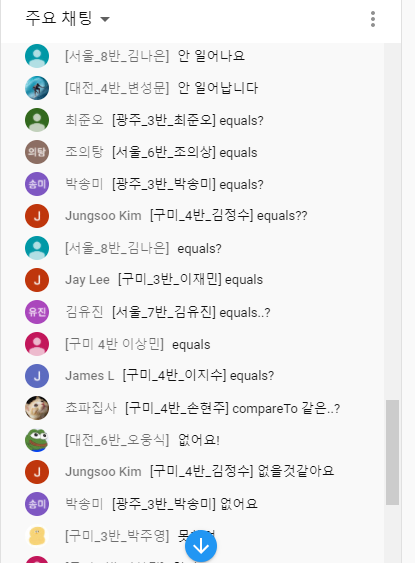 주요 채팅
[서울_8반_김나은] 안 일어나요
[대전_4반_변성문] 안 일어납니다
최준오 [광주_3반_최준오] equals?
의탕 조의탕 [서울_6반_조의상] equals
송미 박송미 [광주_3반_박송미] equals?
J Jungsoo Kim [구미_4반_김정수] equals??
[서울_8반_김나은] equals?
J Jay Lee [구미_3반_이재민] equals
유진 김유진 [서울_7반_김유진] equals..?
[구미 4반 이상민] equals
J James L [구미_4반_이지수] equals?
쵸파집사 [구미_4반_손현주] compareTo 같은..?
[대전_6반_오웅식] 없어요!
J Jungsoo Kim [구미_4반_김정수] 없을것같아요
송미 박송미 [광주_3반_박송미] 없어요
[구미_3반_박주영]